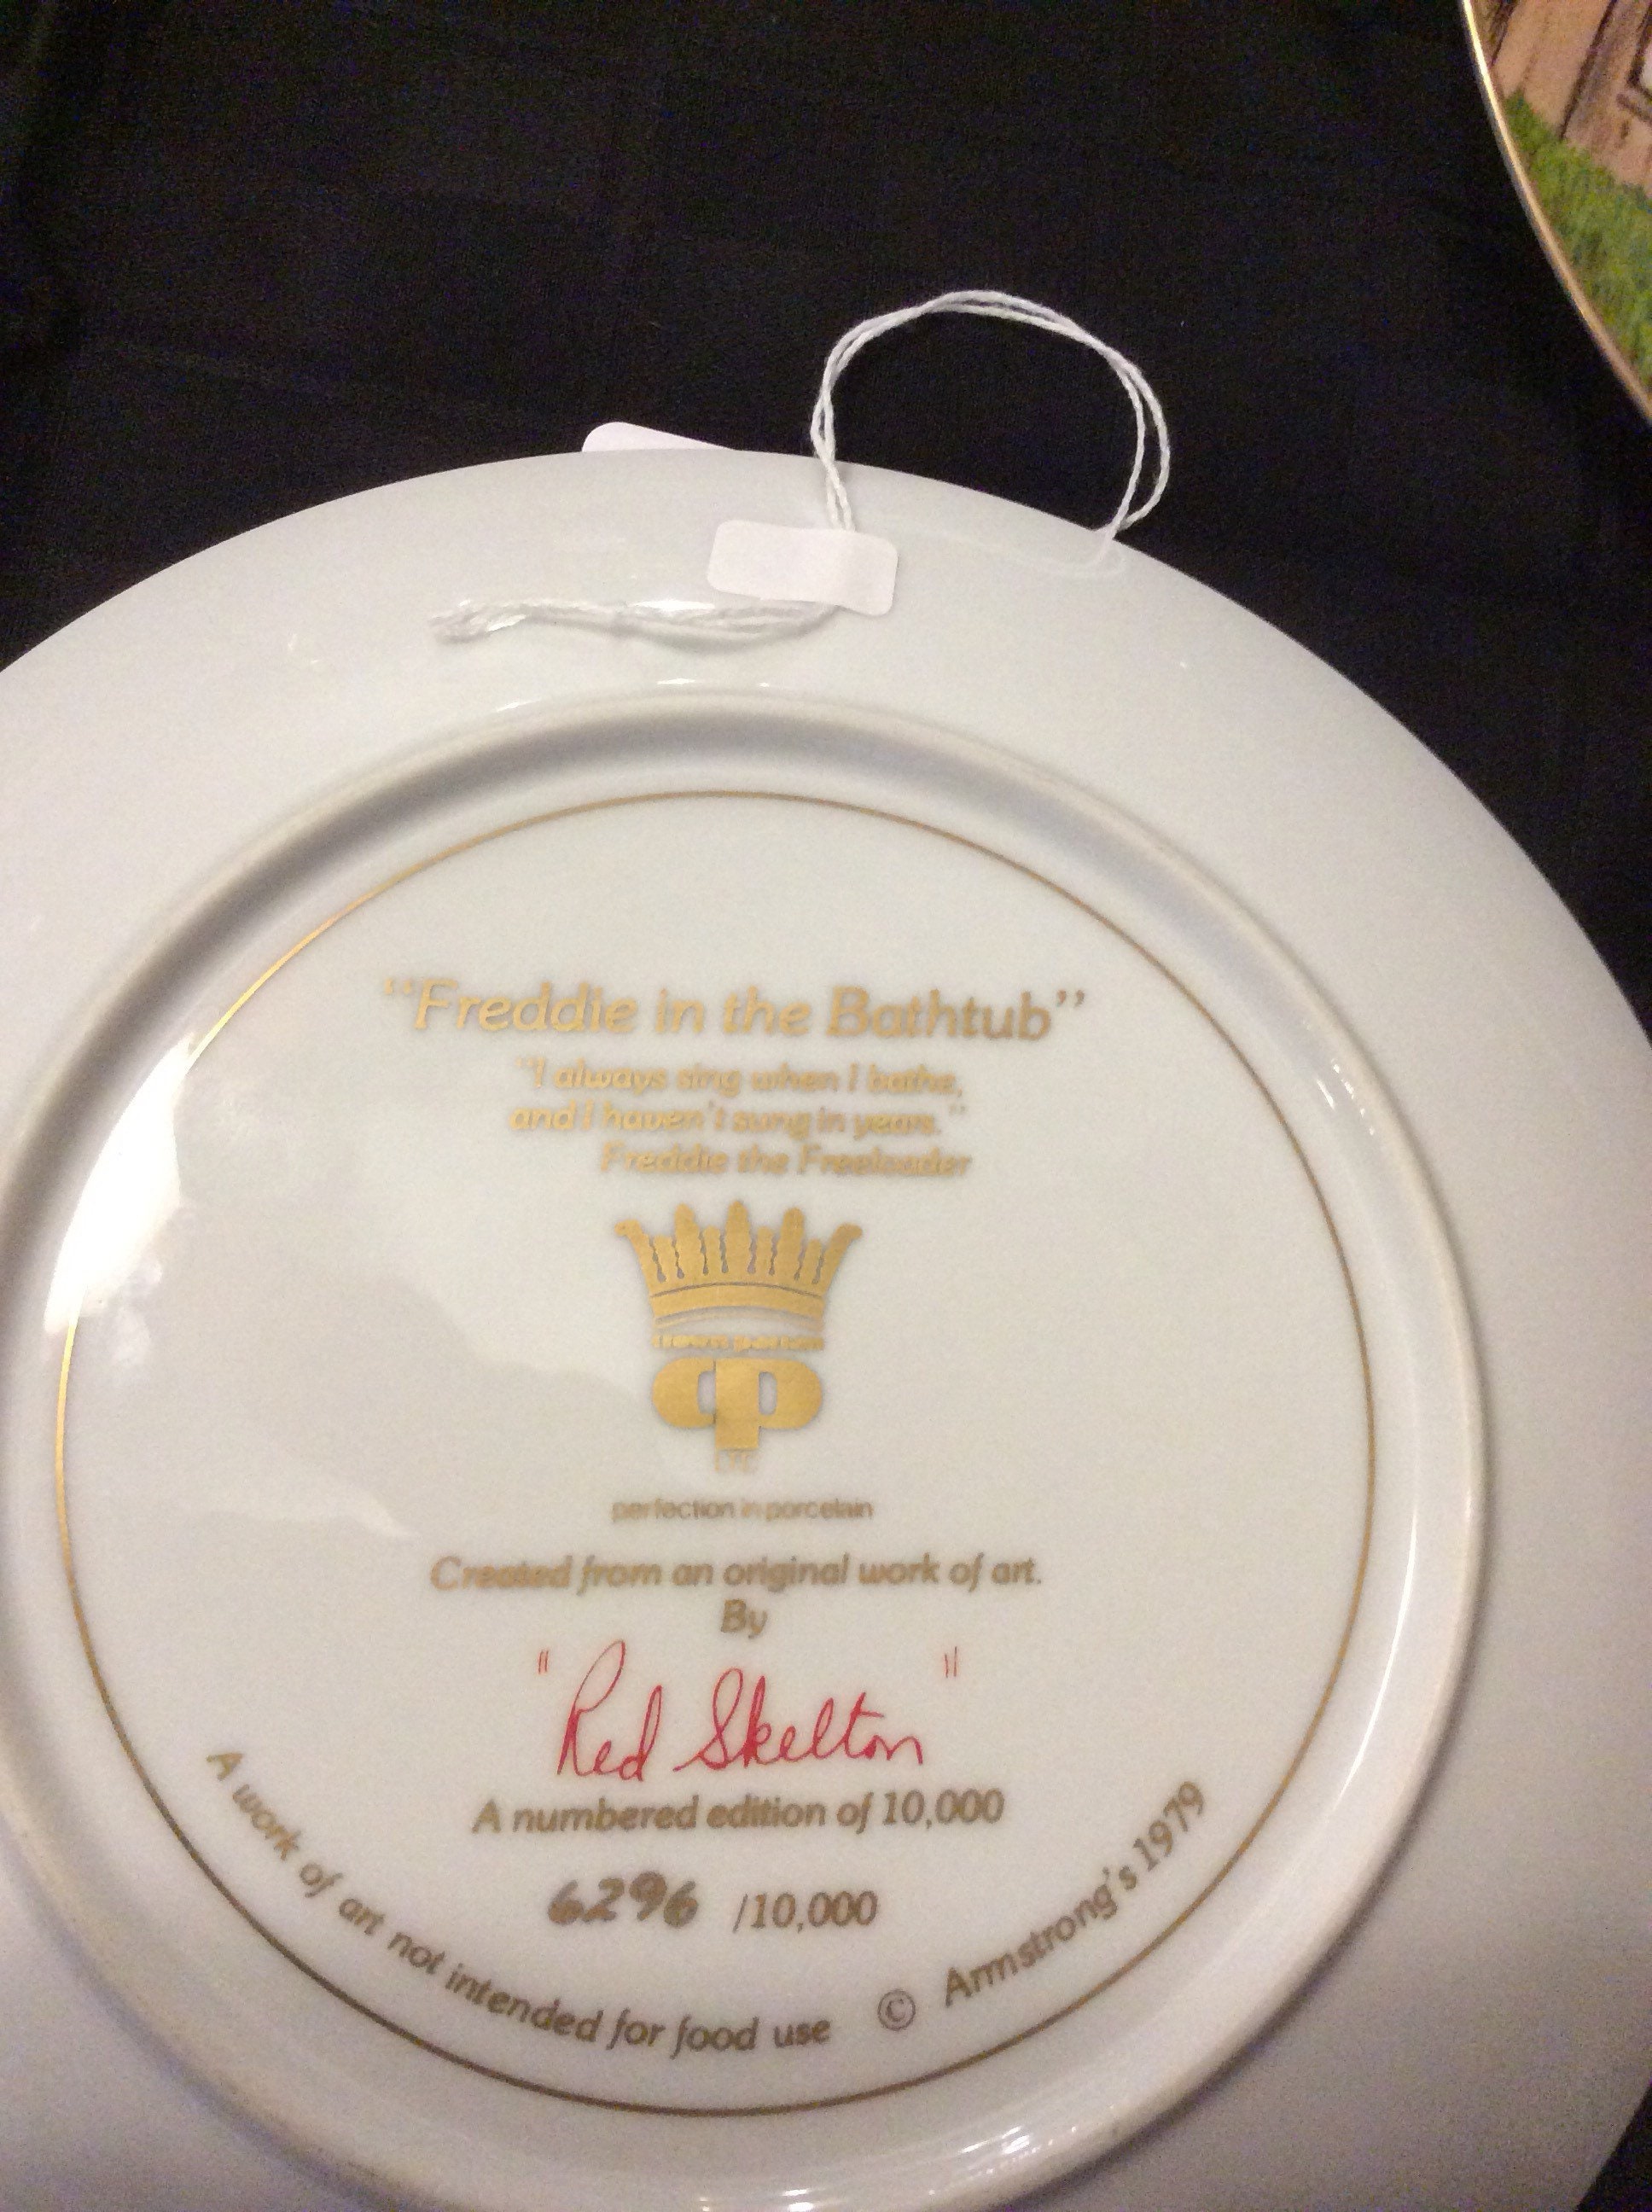 “Freddie in the Bathtub”
“I always sing when I bathe,
and I haven't sung in years.”
Freddie the Freeloader
perfection in porcelain
Created from an original work of art.
By
"Red Skelton"
A numbered edition of 10,000
6296 /10,000
A work of art not intended for food use © Armstrong's 1979